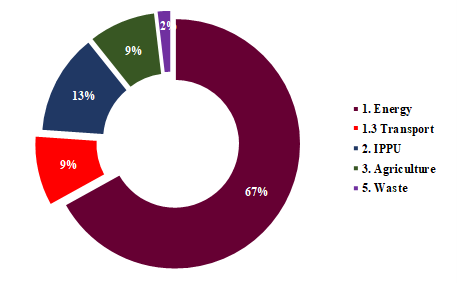 2%
9%
13%
9%
67%
1. Energy
1.3 Transport
2. IPPU
3. Agriculture
5. Waste